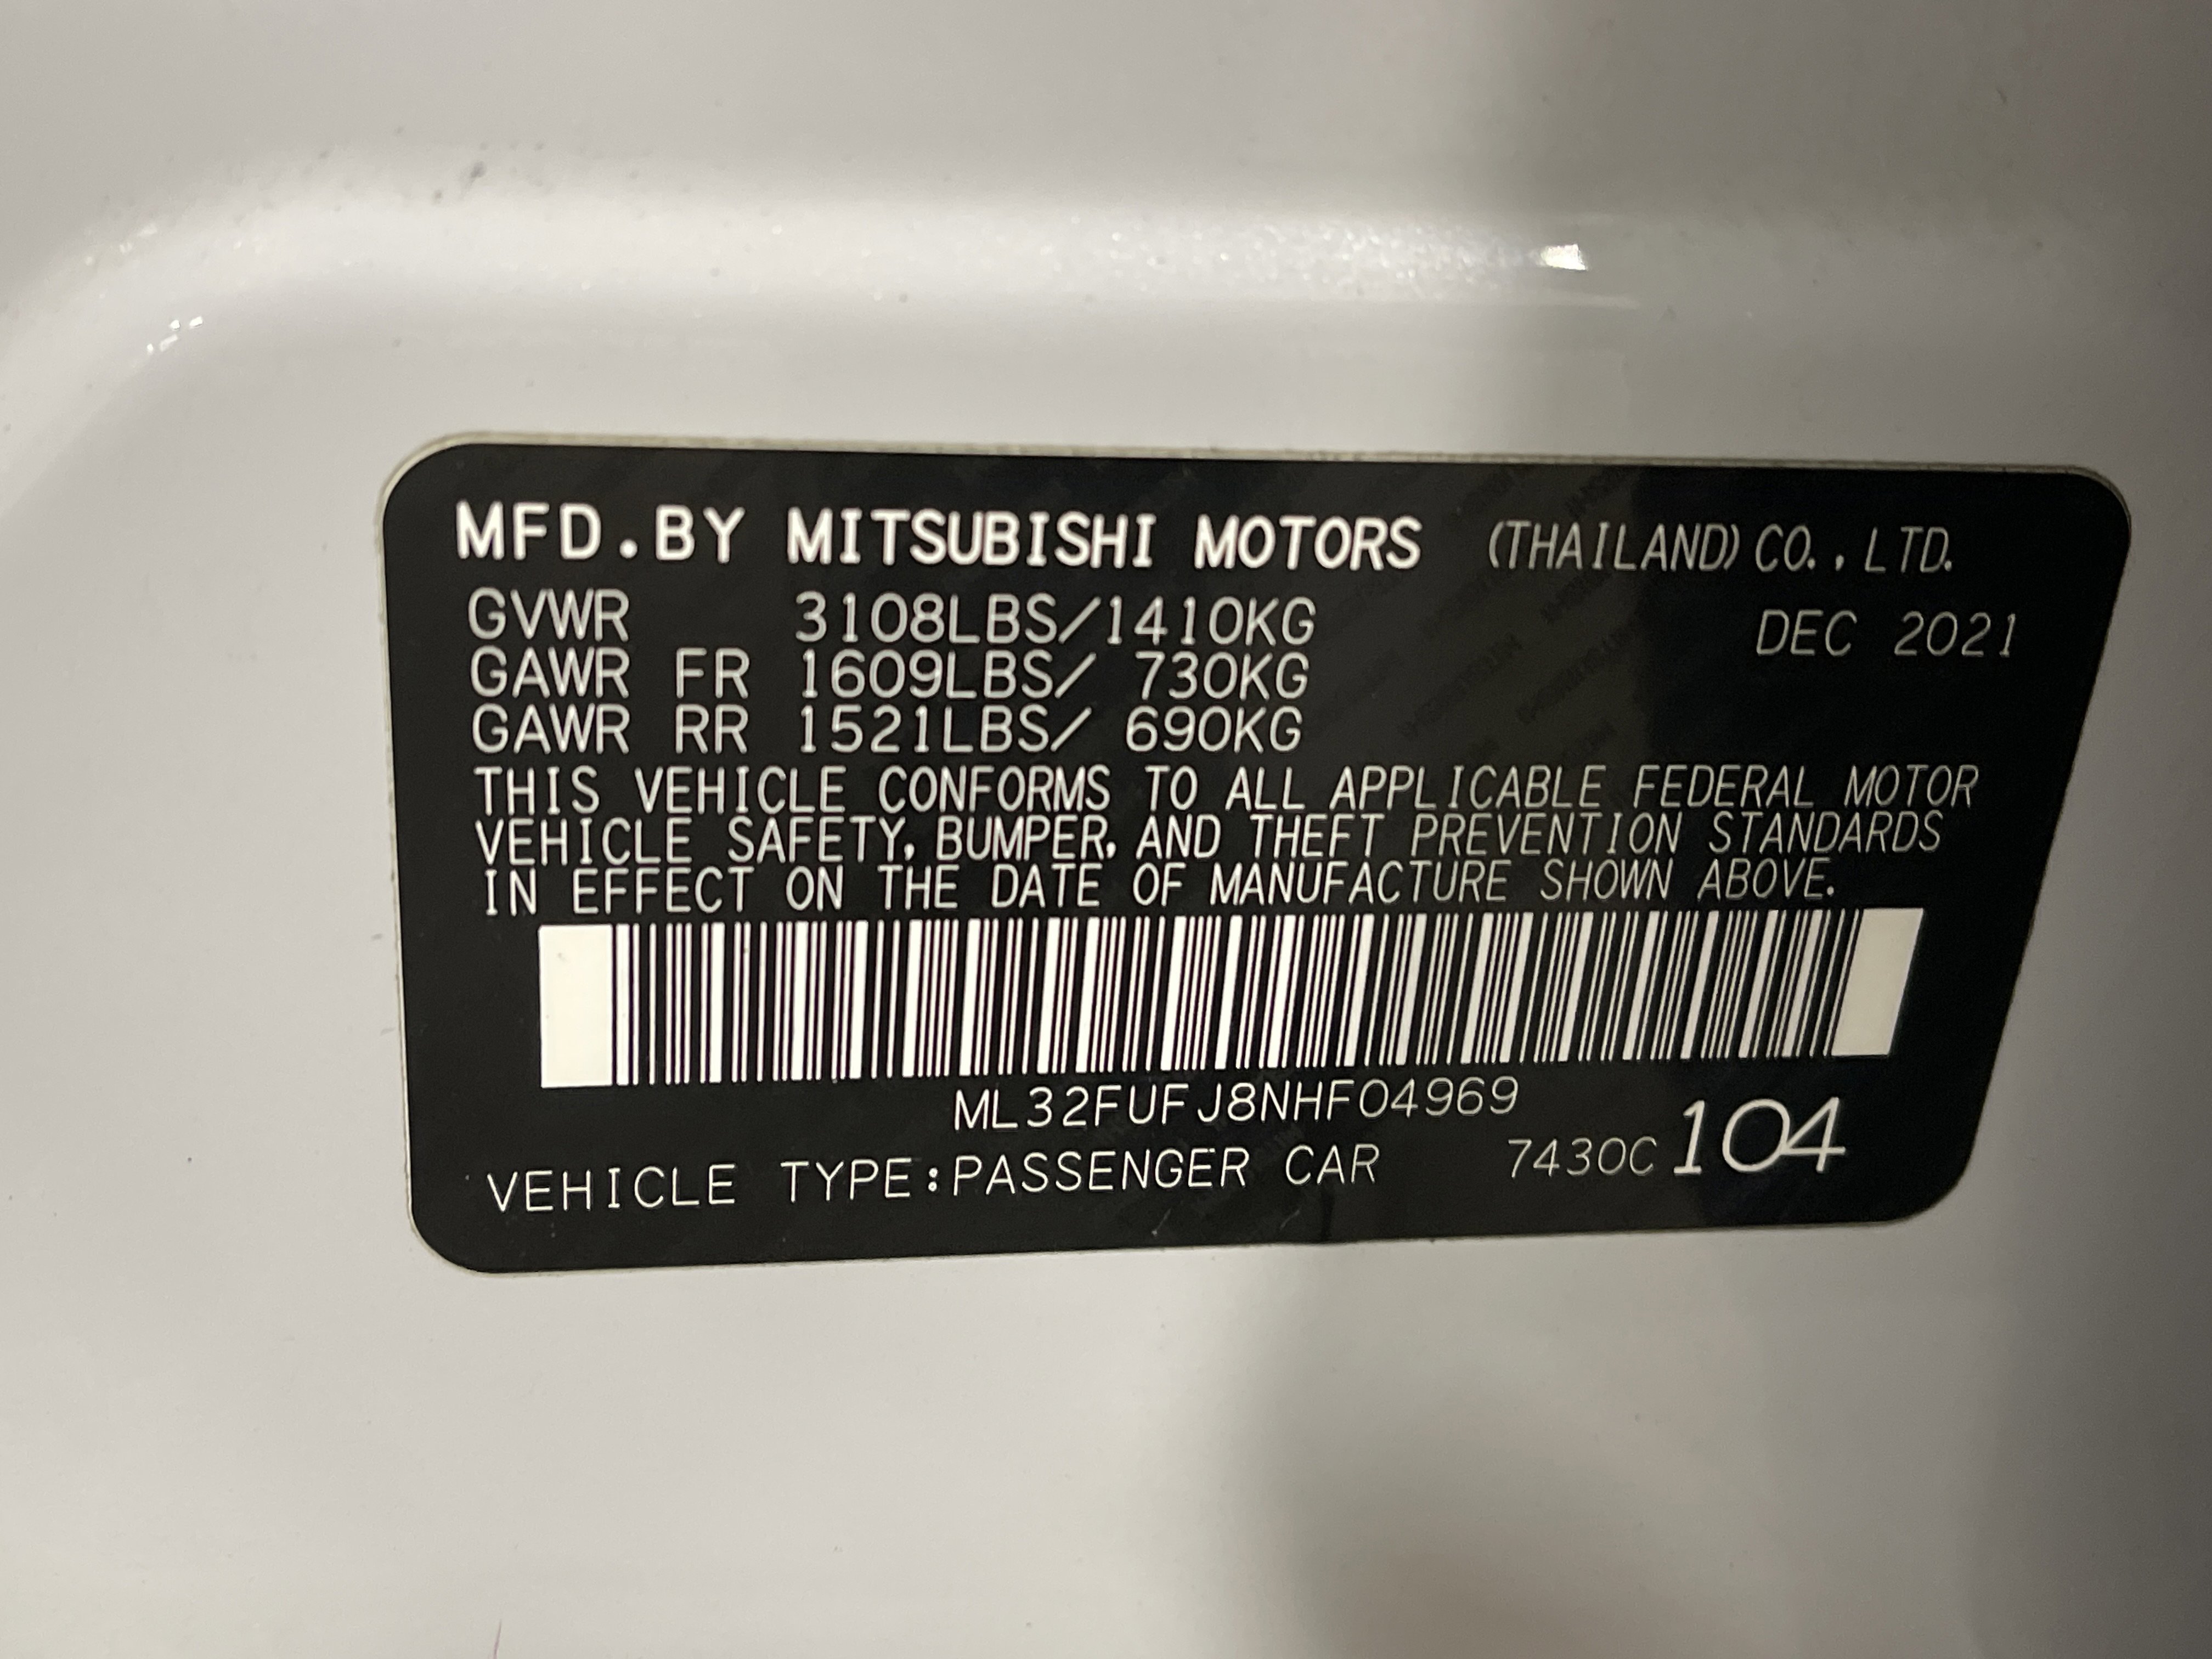 MFD.BY MITSUBISHI MOTORS (THAILAND) CO., LTD.
GVWR 3108LBS/1410KG DEC 2021
GAWR FR 1609LBS/ 730KG
GAWR RR 1521LBS/ 690KG
THIS VEHICLE CONFORMS TO ALL APPLICABLE FEDERAL MOTOR
VEHICLE SAFETY, BUMPER, AND THEFT PREVENTION STANDARDS
IN EFFECT ON THE DATE OF MANUFACTURE SHOWN ABOVE.
ML32FUFJ8NHF04969
VEHICLE TYPE:PASSENGER CAR 7430C 104